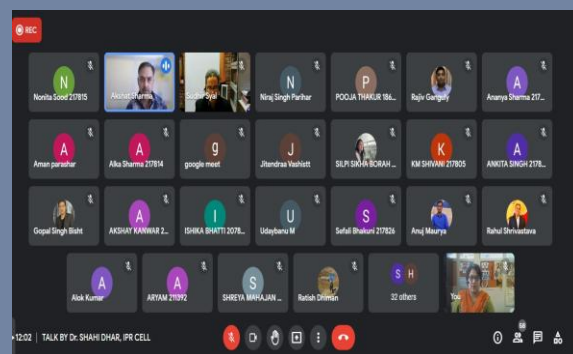 REC
N N P A
Nonita Sood 217815 Akshat Sharma Sudhir Syal Niraj Singh Parihar POOJA THAKUR 186... Rajiv Ganguly Ananya Sharma 217...
A A g J K A
Aman parashar Alka Sharma 217814 google meet Jitendraa Vashistt SILPI SIKHA BORAH ... KM SHIVANI 217805 ANKITA SINGH 2178...
A I U S
Gopal Singh Bisht AKSHAY KANWAR 2... ISHIKA BHATTI 2078... Udaybanu M Sefali Bhakuni 217826 Anuj Maurya Rahul Shrivastava
A A S S H
Alok Kumar ARYAM 211392 SHREYA MAHAJAN ... Ratish Dhiman 32 others You
12:02 | TALK BY Dr. SHAHI DHAR, IPR CELL